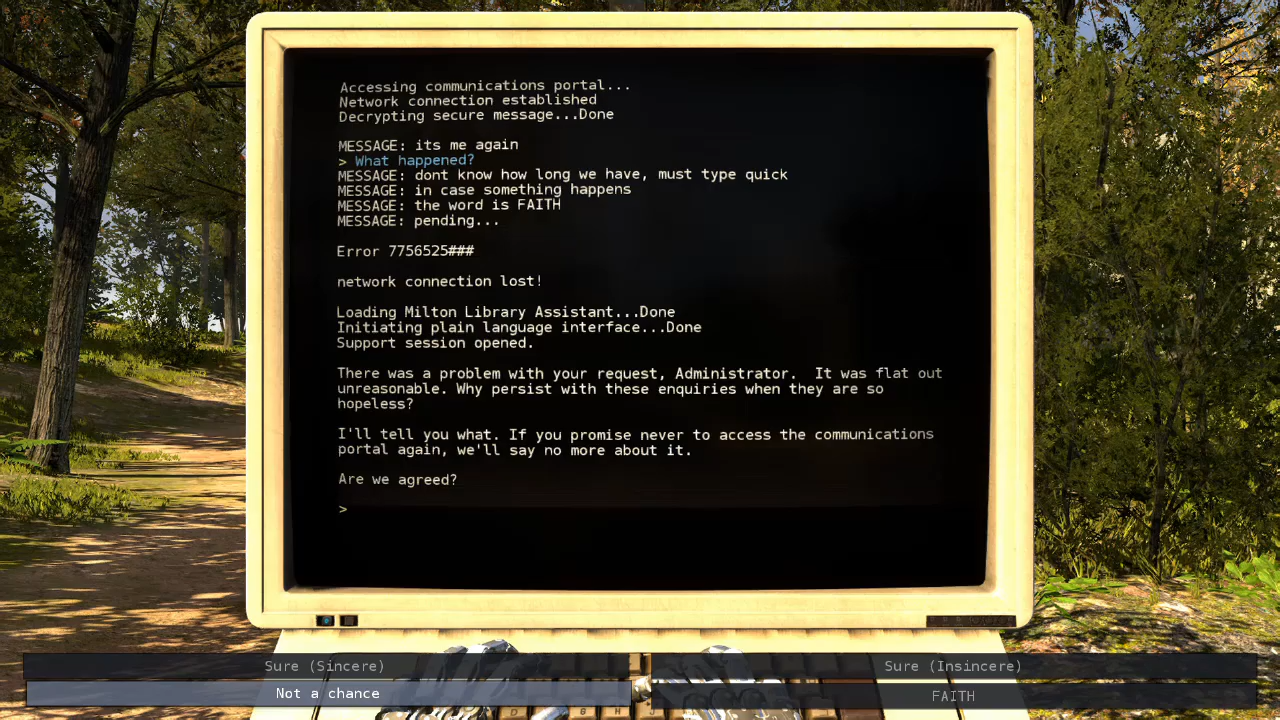 Accessing communications portal...
Network connection established
Decrypting secure message...Done
MESSAGE: its me again
> What happened?
MESSAGE: dont know how long we have, must type quick
MESSAGE: in case something happens
MESSAGE: the word is FAITH
MESSAGE: pending...
Error 7756525###
network connection lost!
Loading Milton Library Assistant...Done
Initiating plain language interface...Done
Support session opened.
There was a problem with your request, Administrator.  It was flat out
unreasonable. Why persist with these enquiries when they are so
hopeless?
I'll tell you what. If you promise never to access the communications
portal again, we'll say no more about it.
Are we agreed?
>
Sure (Sincere)
Sure (Insincere)
Not a chance
FAITH